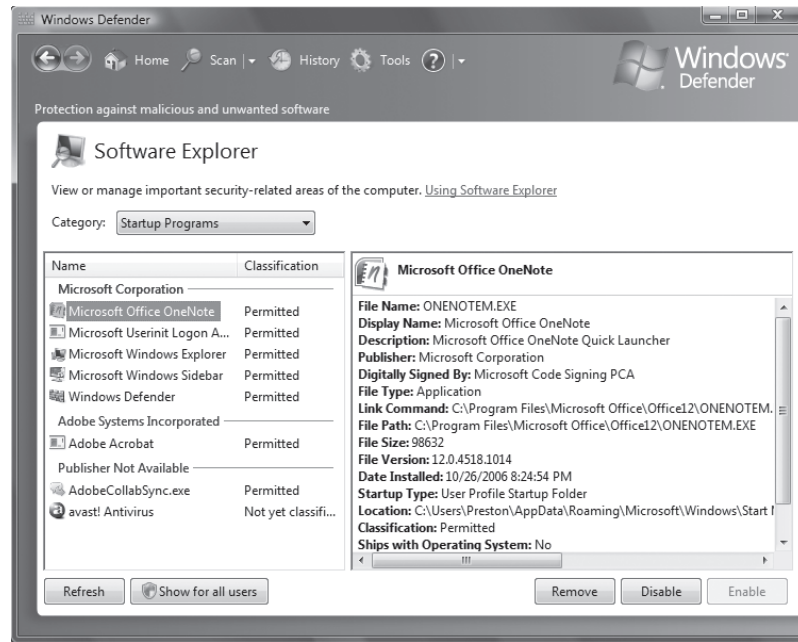 Windows Defender
Home Scan History Tools ?
Windows Defender
Protection against malicious and unwanted software
Software Explorer
View or manage important security-related areas of the computer. Using Software Explorer
Category: Startup Programs
Name Classification
Microsoft Corporation
Microsoft Office OneNote Permitted
Microsoft Userinit Logon A... Permitted
Microsoft Windows Explorer Permitted
Microsoft Windows Sidebar Permitted
Windows Defender Permitted
Adobe Systems Incorporated
Adobe Acrobat Permitted
Publisher Not Available
AdobeCollabSync.exe Permitted
avast! Antivirus Not yet classifi...
Microsoft Office OneNote
File Name: ONENOTEM.EXE
Display Name: Microsoft Office OneNote
Description: Microsoft Office OneNote Quick Launcher
Publisher: Microsoft Corporation
Digitally Signed By: Microsoft Code Signing PCA
File Type: Application
Link Command: C:\Program Files\Microsoft Office\Office12\ONENOTEM.
File Path: C:\Program Files\Microsoft Office\Office12\ONENOTEM.EXE
File Size: 98632
File Version: 12.0.4518.1014
Date Installed: 10/26/2006 8:24:54 PM
Startup Type: User Profile Startup Folder
Location: C:\Users\Preston\AppData\Roaming\Microsoft\Windows\Start
Classification: Permitted
Ships with Operating System: No
Refresh Show for all users Remove Disable Enable